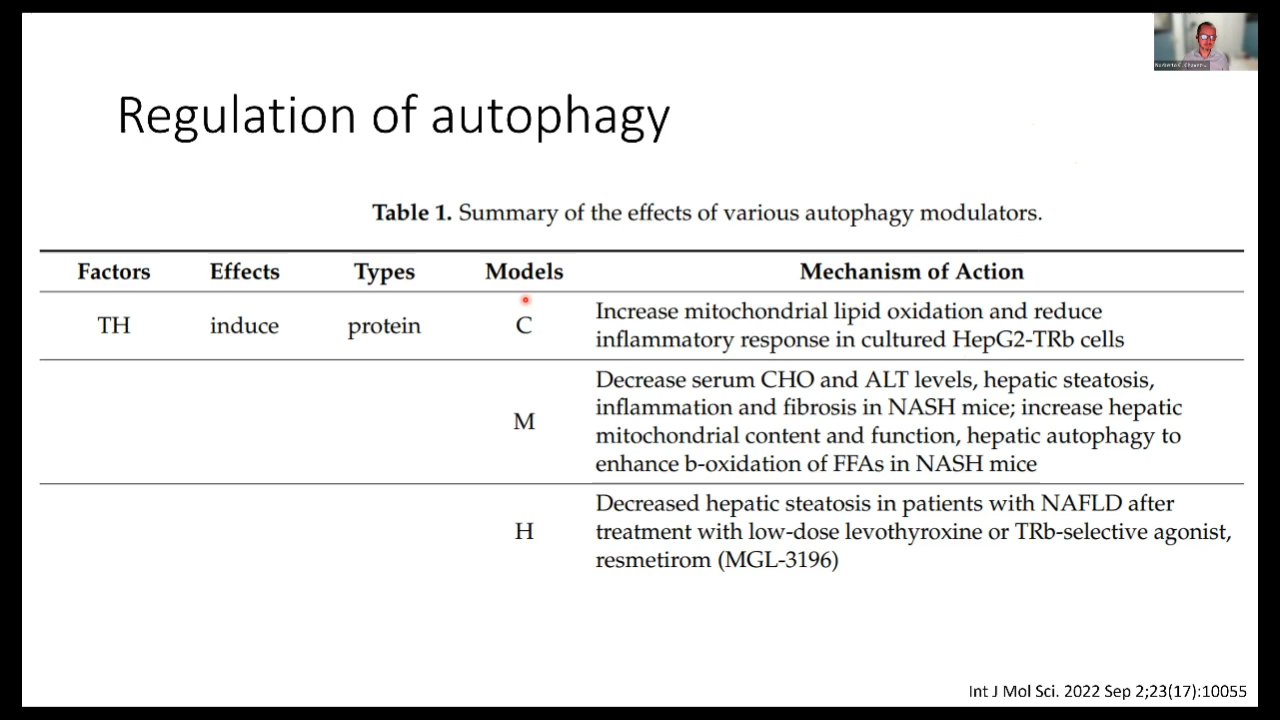 Regulation of autophagy
Table 1. Summary of the effects of various autophagy modulators.
Factors Effects Types Models Mechanism of Action
TH induce protein C Increase mitochondrial lipid oxidation and reduce
inflammatory response in cultured HepG2-TRb cells
M Decrease serum CHO and ALT levels, hepatic steatosis,
inflammation and fibrosis in NASH mice; increase hepatic
mitochondrial content and function, hepatic autophagy to
enhance b-oxidation of FFAs in NASH mice
H Decreased hepatic steatosis in patients with NAFLD after
treatment with low-dose levothyroxine or TRb-selective agonist,
resmetirom (MGL-3196)
Int J Mol Sci. 2022 Sep 2;23(17):10055